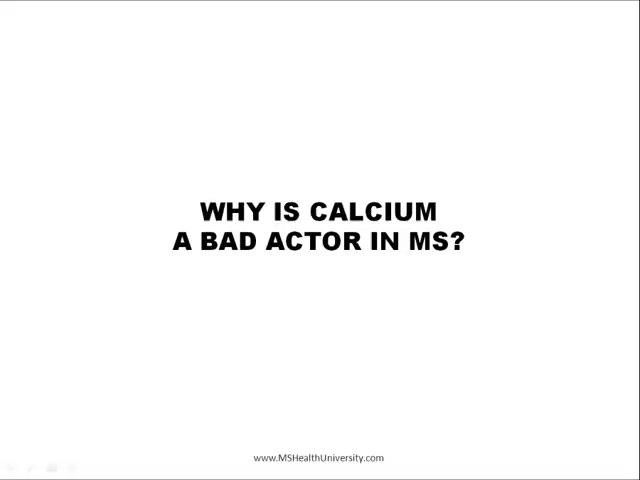 WHY IS CALCIUM
A BAD ACTOR IN MS?
www.MSHealthUniversity.com